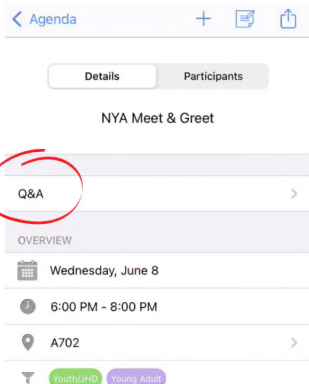 Agenda
Details Participants
NYA Meet & Greet
Q&A
OVERVIEW
Wednesday, June 8
6:00 PM - 8:00 PM
A702
Youth/JHD Young Adult